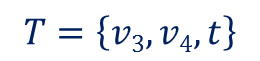 T = {v₃, v₄, t}